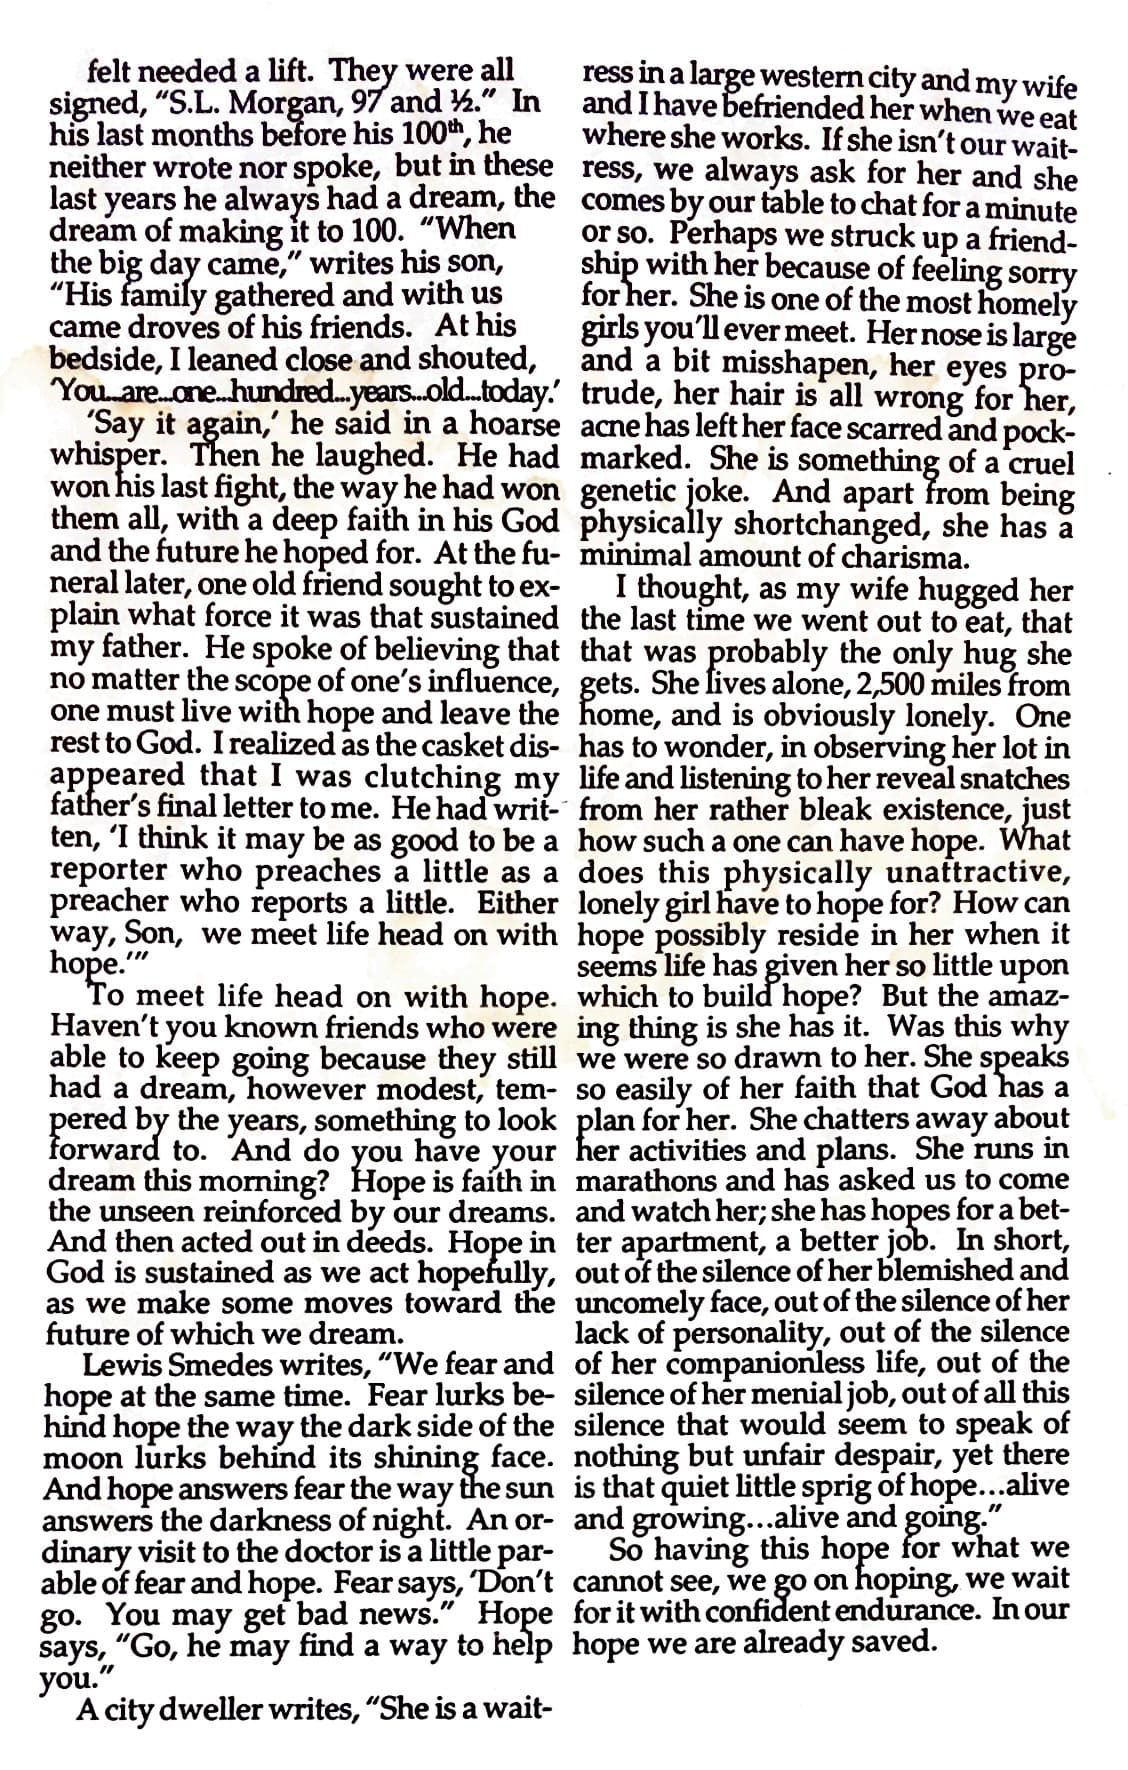 felt needed a lift. They were all
signed, “S.L. Morgan, 97 and ½.” In
his last months before his 100th, he
neither wrote nor spoke, but in these
last years he always had a dream, the
dream of making it to 100. “When
the big day came,” writes his son,
“His family gathered and with us
came droves of his friends. At his
bedside, I leaned close and shouted,
‘You...are...one...hundred...years...old...today.’
‘Say it again,’ he said in a hoarse
whisper. Then he laughed. He had
won his last fight, the way he had won
them all, with a deep faith in his God
and the future he hoped for. At the fu-
neral later, one old friend sought to ex-
plain what force it was that sustained
my father. He spoke of believing that
no matter the scope of one’s influence,
one must live with hope and leave the
rest to God. I realized as the casket dis-
appeared that I was clutching my
father’s final letter to me. He had writ-
ten, ‘I think it may be as good to be a
reporter who preaches a little as a
preacher who reports a little. Either
way, Son, we meet life head on with
hope.’”
To meet life head on with hope.
Haven’t you known friends who were
able to keep going because they still
had a dream, however modest, tem-
pered by the years, something to look
forward to. And do you have your
dream this morning? Hope is faith in
the unseen reinforced by our dreams.
And then acted out in deeds. Hope in
God is sustained as we act hopefully,
as we make some moves toward the
future of which we dream.
Lewis Smedes writes, “We fear and
hope at the same time. Fear lurks be-
hind hope the way the dark side of the
moon lurks behind its shining face.
And hope answers fear the way the sun
answers the darkness of night. An or-
dinary visit to the doctor is a little par-
able of fear and hope. Fear says, ‘Don’t
go. You may get bad news.” Hope
says, “Go, he may find a way to help
you.”
A city dweller writes, “She is a wait-
ress in a large western city and my wife
and I have befriended her when we eat
where she works. If she isn’t our wait-
ress, we always ask for her and she
comes by our table to chat for a minute
or so. Perhaps we struck up a friend-
ship with her because of feeling sorry
for her. She is one of the most homely
girls you’ll ever meet. Her nose is large
and a bit misshapen, her eyes pro-
trude, her hair is all wrong for her,
acne has left her face scarred and pock-
marked. She is something of a cruel
genetic joke. And apart from being
physically shortchanged, she has a
minimal amount of charisma.
I thought, as my wife hugged her
the last time we went out to eat, that
that was probably the only hug she
gets. She lives alone, 2,500 miles from
home, and is obviously lonely. One
has to wonder, in observing her lot in
life and listening to her reveal snatches
from her rather bleak existence, just
how such a one can have hope. What
does this physically unattractive,
lonely girl have to hope for? How can
hope possibly reside in her when it
seems life has given her so little upon
which to build hope? But the amaz-
ing thing is she has it. Was this why
we were so drawn to her. She speaks
so easily of her faith that God has a
plan for her. She chatters away about
her activities and plans. She runs in
marathons and has asked us to come
and watch her; she has hopes for a bet-
ter apartment, a better job. In short,
out of the silence of her blemished and
uncomely face, out of the silence of her
lack of personality, out of the silence
of her companionless life, out of the
silence of her menial job, out of all this
silence that would seem to speak of
nothing but unfair despair, yet there
is that quiet little sprig of hope...alive
and growing...alive and going.”
So having this hope for what we
cannot see, we go on hoping, we wait
for it with confident endurance. In our
hope we are already saved.